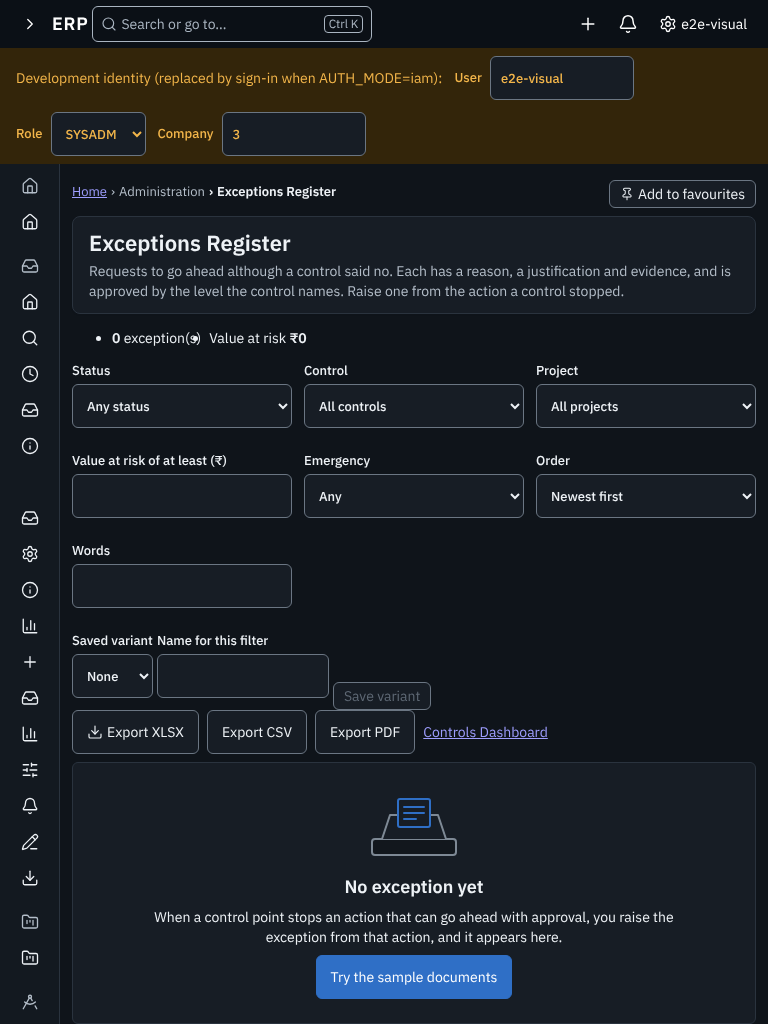 ERP Search or go to... Ctrl K e2e-visual
Development identity (replaced by sign-in when AUTH_MODE=iam): User e2e-visual
Role SYSADM Company 3
Home › Administration › Exceptions Register
Add to favourites
Exceptions Register
Requests to go ahead although a control said no. Each has a reason, a justification and evidence, and is
approved by the level the control names. Raise one from the action a control stopped.
• 0 exception(s) • Value at risk ₹0
Status Control Project
Any status All controls All projects
Value at risk of at least (₹) Emergency Order
Any Newest first
Words
Saved variant Name for this filter
None
Save variant
Export XLSX Export CSV Export PDF Controls Dashboard
No exception yet
When a control point stops an action that can go ahead with approval, you raise the
exception from that action, and it appears here.
Try the sample documents